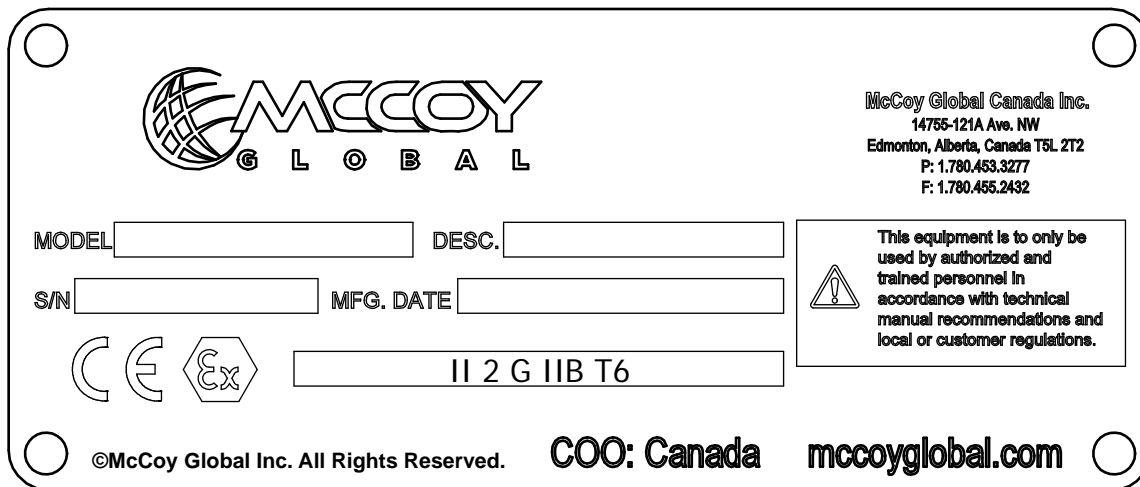 MCCOY
GLOBAL
McCoy Global Canada Inc.
14755-121A Ave. NW
Edmonton, Alberta, Canada T5L 2T2
P: 1.780.453.3277
F: 1.780.455.2432
MODEL DESC.
S/N MFG. DATE
This equipment is to only be
used by authorized and
trained personnel in
accordance with technical
manual recommendations and
local or customer regulations.
CE Ex II 2 G IIB T6
©McCoy Global Inc. All Rights Reserved. COO: Canada mccoyglobal.com